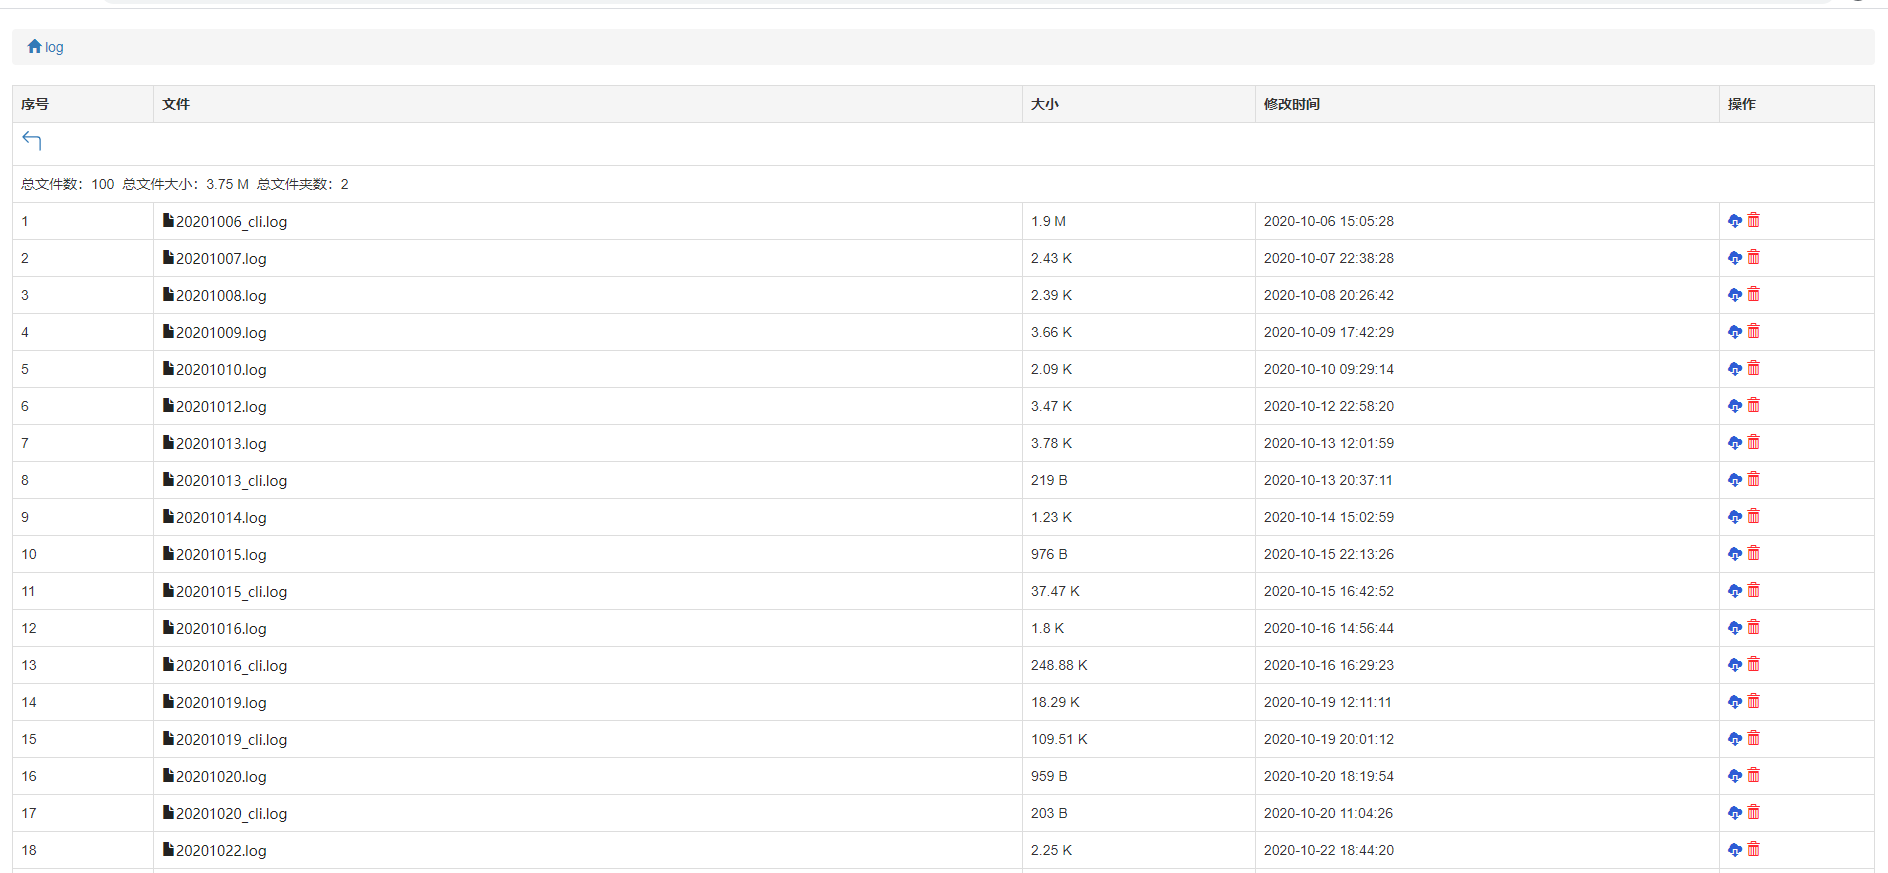 log
序号 文件 大小 修改时间 操作
总文件数：100 总文件大小：3.75 M 总文件夹数：2
1 20201006_cli.log 1.9 M 2020-10-06 15:05:28
2 20201007.log 2.43 K 2020-10-07 22:38:28
3 20201008.log 2.39 K 2020-10-08 20:26:42
4 20201009.log 3.66 K 2020-10-09 17:42:29
5 20201010.log 2.09 K 2020-10-10 09:29:14
6 20201012.log 3.47 K 2020-10-12 22:58:20
7 20201013.log 3.78 K 2020-10-13 12:01:59
8 20201013_cli.log 219 B 2020-10-13 20:37:11
9 20201014.log 1.23 K 2020-10-14 15:02:59
10 20201015.log 976 B 2020-10-15 22:13:26
11 20201015_cli.log 37.47 K 2020-10-15 16:42:52
12 20201016.log 1.8 K 2020-10-16 14:56:44
13 20201016_cli.log 248.88 K 2020-10-16 16:29:23
14 20201019.log 18.29 K 2020-10-19 12:11:11
15 20201019_cli.log 109.51 K 2020-10-19 20:01:12
16 20201020.log 959 B 2020-10-20 18:19:54
17 20201020_cli.log 203 B 2020-10-20 11:04:26
18 20201022.log 2.25 K 2020-10-22 18:44:20